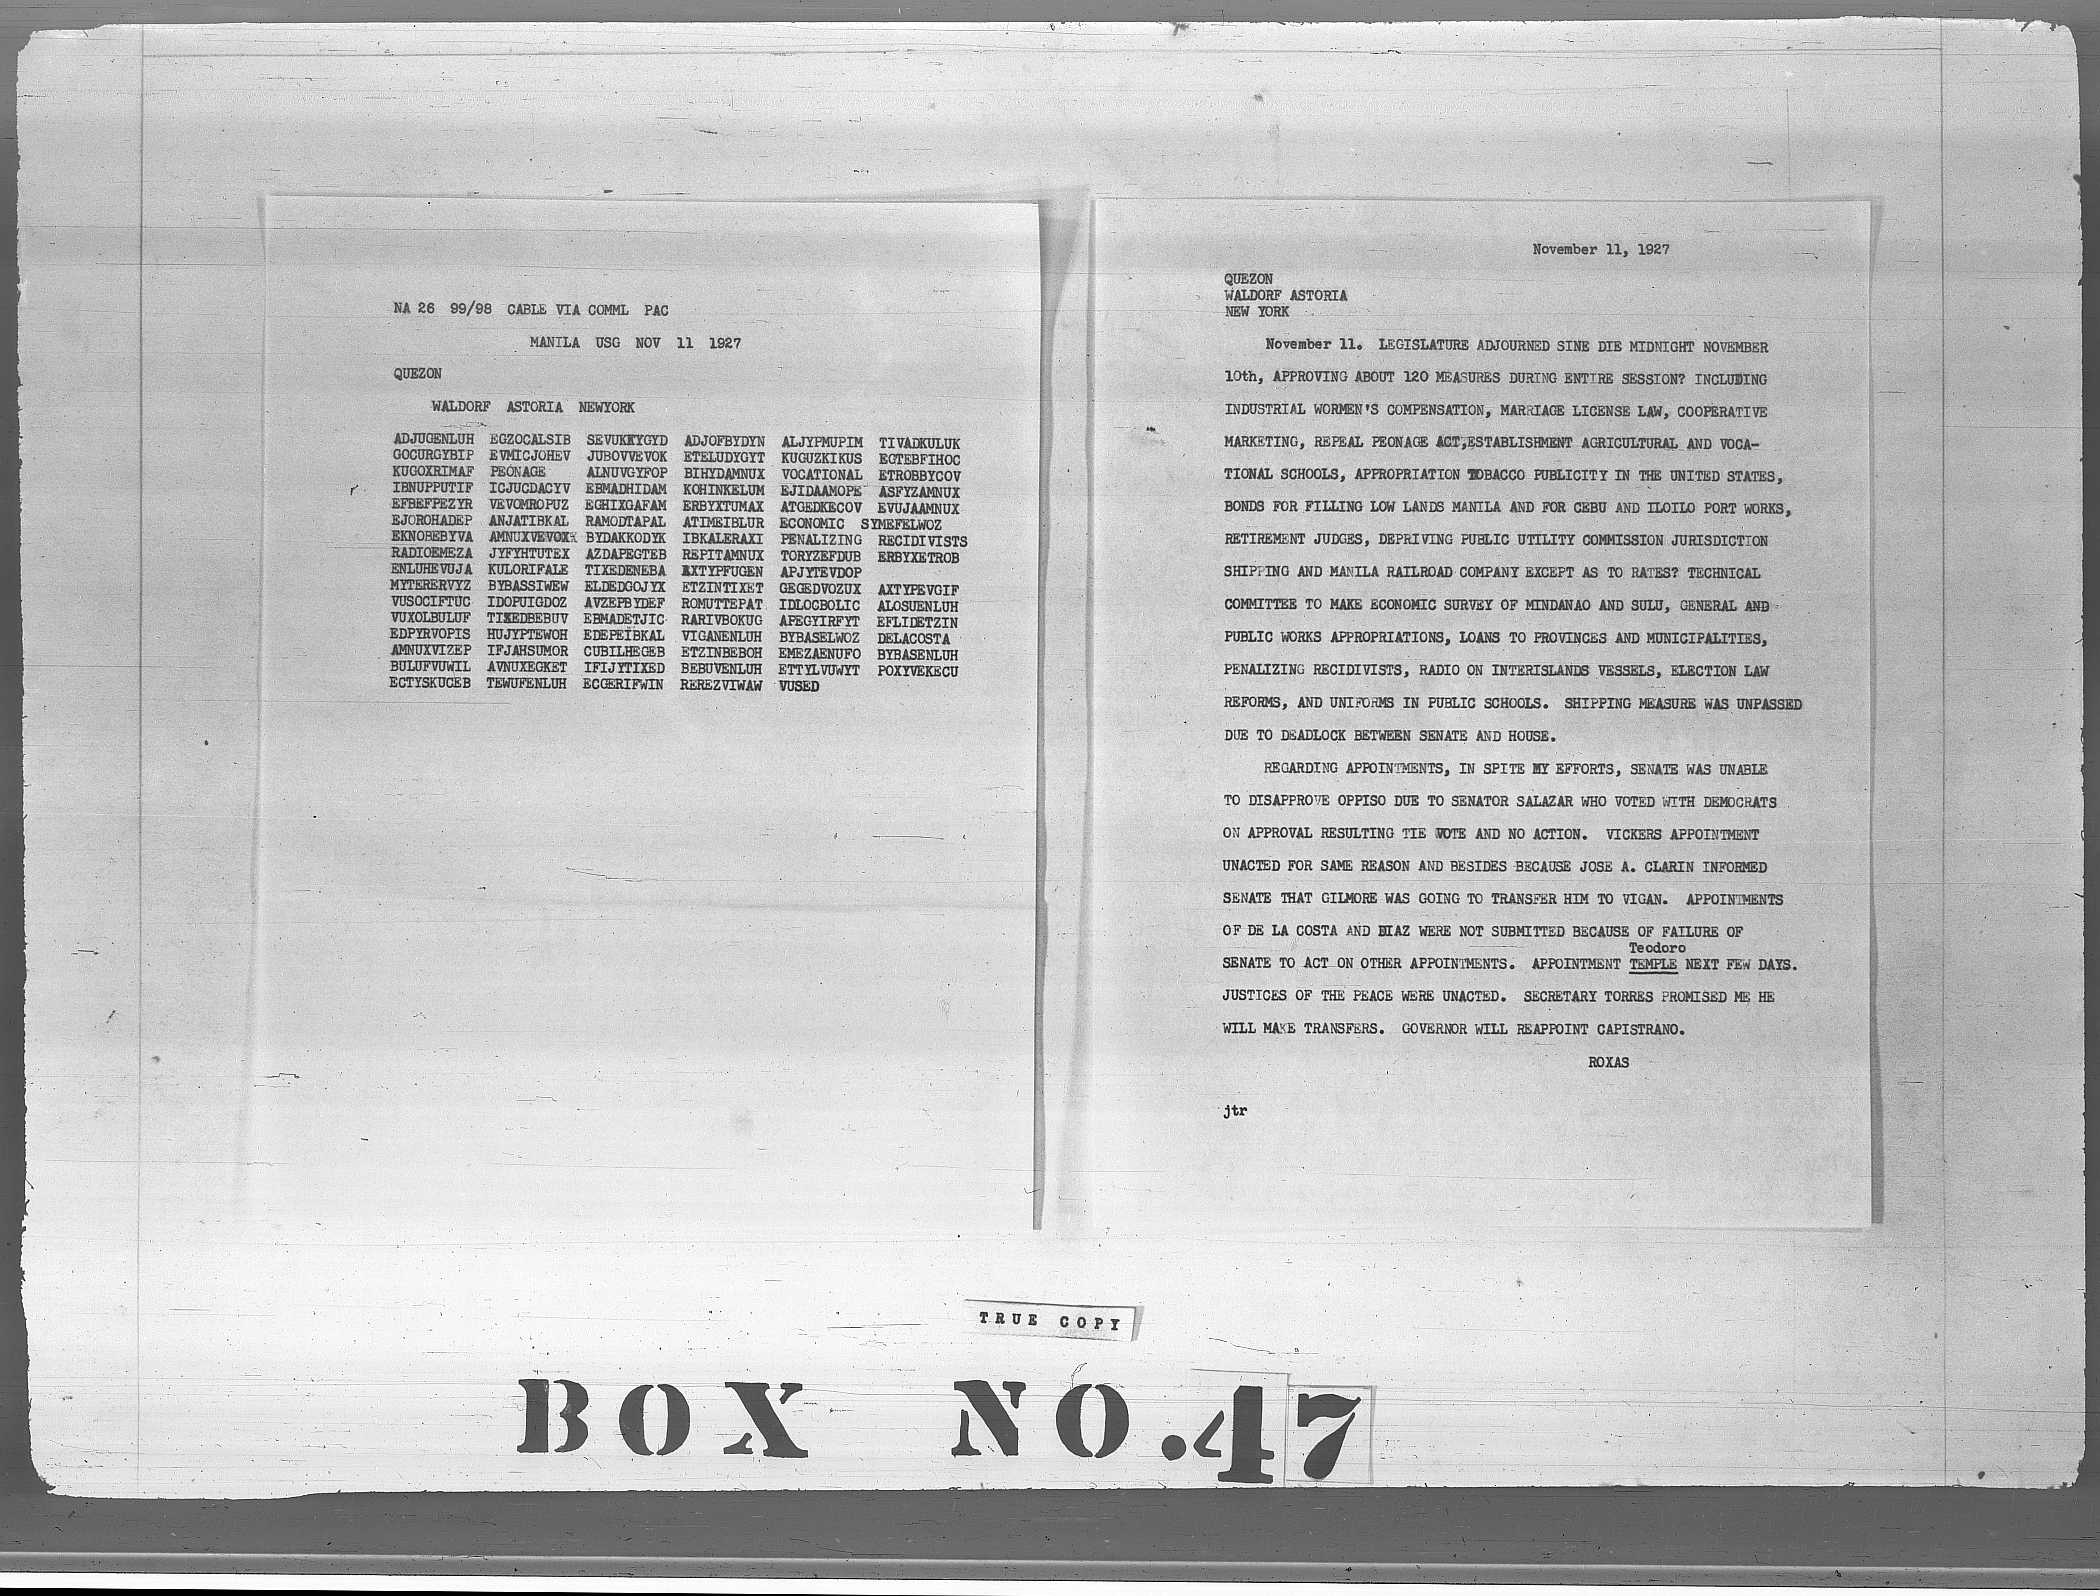 NA 26 99/98 CABLE VIA COMML PAC
MANILA USG NOV 11 1927
QUEZON
WALDORF ASTORIA NEWYORK
ADJUGENLUH EGZOCALSIB SEVUKKYGYD ADJOFBYDYN ALJYPMUPIM TIVADKULUK
GOCURGYBIP EVMICJOHEV JUBOVVEVOK ETELUDYGYT KUGUZKIKUS EGTEBFIHOC
KUGOXRIMAF PEONAGE ALNUVGYFOP BIHYDAMNUX VOCATIONAL ETROBBYCOV
IBNUPPUTIF ICJUCDACYV EBMADHIDAM KOHINKELUM EJIDAAMOPE ASFYZAMNUX
EFBEFPEZYR VEVOMROPUZ EGHIXGAFAM ERBYXTUMAX ATGEDKECOV EVUJAAMNUX
EJOROHADEP ANJATIBKAL RAMODTAPAL ATIMEIBLUR ECONOMIC SYMEFELWOZ
EKNOBEBYVA AMNUXVEVOX BYDAKKODYK IBKALERAXI PENALIZING RECIDIVISTS
RADIOEMEZA JYFYHTUTEX AZDAPEGTEB REPITAMNUX TORYZEFDUB ERBYXETROB
ENLUHEVUJA KULORIFALE TIXEDENEBA AXTYPFUGEN APJYTEVDOP
MYTERERVYZ BYBASSIWEW ELDEDGOJYX ETZINTIXET GEGEDVOZUX AXTYPEVGIF
VUSOCIFTUC IDOPUIGDOZ AVZEPBYDEF ROMUTTEPAT IDLOCBOLIC ALOSUENLUH
VUXOLBULUF TIXEDBEBUV EBMADETJIC RARIVBOKUG APEGYIRFYT EFLIDETZIN
EDPYRVOPIS HUJYPTEWOH EDEPEIBKAL VIGANENLUH BYBASELWOZ DELACOSTA
AMNUXVIZEP IFJAHSUMOR CUBILHEGEB ETZINBEBOH EMEZAENUFO BYBASENLUH
BULUFVUWIL AVNUXEGKET IFIJYTIXED BEBUVENLUH ETTYLVUWYT POXYVEKECU
ECTYSKUCEB TEWUFENLUH ECGERIFWIN REREZVIWAW VUSED
November 11, 1927
QUEZON
WALDORF ASTORIA
NEW YORK
November 11. LEGISLATURE ADJOURNED SINE DIE MIDNIGHT NOVEMBER
10th, APPROVING ABOUT 120 MEASURES DURING ENTIRE SESSION? INCLUDING
INDUSTRIAL WORMEN'S COMPENSATION, MARRIAGE LICENSE LAW, COOPERATIVE
MARKETING, REPEAL PEONAGE ACT,ESTABLISHMENT AGRICULTURAL AND VOCA-
TIONAL SCHOOLS, APPROPRIATION TOBACCO PUBLICITY IN THE UNITED STATES,
BONDS FOR FILLING LOW LANDS MANILA AND FOR CEBU AND ILOILO PORT WORKS,
RETIREMENT JUDGES, DEPRIVING PUBLIC UTILITY COMMISSION JURISDICTION
SHIPPING AND MANILA RAILROAD COMPANY EXCEPT AS TO RATES? TECHNICAL
COMMITTEE TO MAKE ECONOMIC SURVEY OF MINDANAO AND SULU, GENERAL AND
PUBLIC WORKS APPROPRIATIONS, LOANS TO PROVINCES AND MUNICIPALITIES,
PENALIZING RECIDIVISTS, RADIO ON INTERISLANDS VESSELS, ELECTION LAW
REFORMS, AND UNIFORMS IN PUBLIC SCHOOLS. SHIPPING MEASURE WAS UNPASSED
DUE TO DEADLOCK BETWEEN SENATE AND HOUSE.
REGARDING APPOINTMENTS, IN SPITE MY EFFORTS, SENATE WAS UNABLE
TO DISAPPROVE OPPISO DUE TO SENATOR SALAZAR WHO VOTED WITH DEMOCRATS
ON APPROVAL RESULTING TIE VOTE AND NO ACTION. VICKERS APPOINTMENT
UNACTED FOR SAME REASON AND BESIDES BECAUSE JOSE A. CLARIN INFORMED
SENATE THAT GILMORE WAS GOING TO TRANSFER HIM TO VIGAN. APPOINTMENTS
OF DE LA COSTA AND DIAZ WERE NOT SUBMITTED BECAUSE OF FAILURE OF
Teodoro
SENATE TO ACT ON OTHER APPOINTMENTS. APPOINTMENT TEMPLE NEXT FEW DAYS.
JUSTICES OF THE PEACE WERE UNACTED. SECRETARY TORRES PROMISED ME HE
WILL MAKE TRANSFERS. GOVERNOR WILL REAPPOINT CAPISTRANO.
ROXAS
jtr
TRUE COPY
BOX NO.47